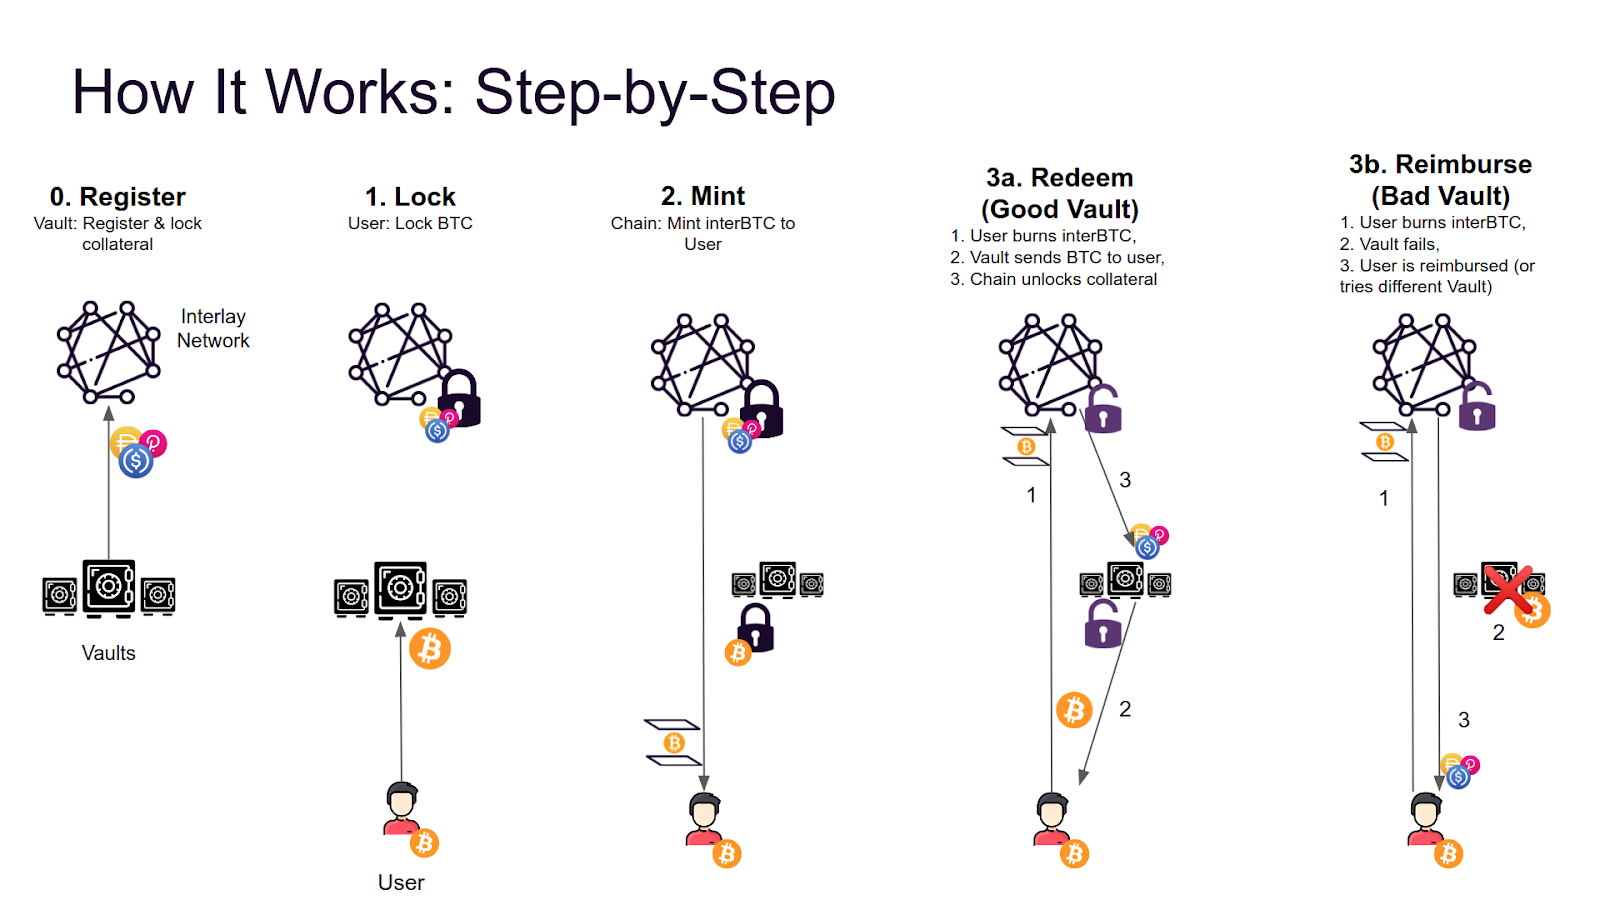 How It Works: Step-by-Step
0. Register
Vault: Register & lock
collateral
Interlay
Network
Vaults
1. Lock
User: Lock BTC
User
2. Mint
Chain: Mint interBTC to
User
3a. Redeem
(Good Vault)
1. User burns interBTC,
2. Vault sends BTC to user,
3. Chain unlocks collateral
1
3
2
3b. Reimburse
(Bad Vault)
1. User burns interBTC,
2. Vault fails,
3. User is reimbursed (or
tries different Vault)
1
2
3